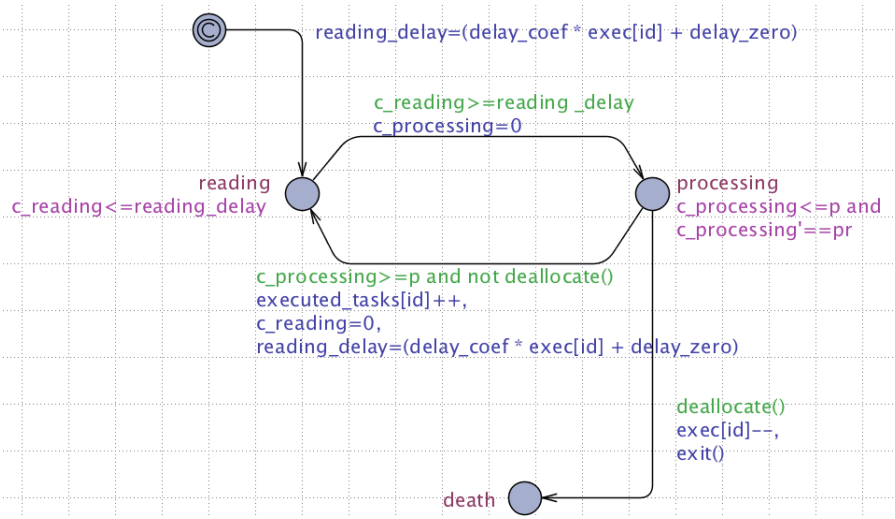 C
reading_delay=(delay_coef * exec[id] + delay_zero)
c_reading>=reading _delay
c_processing=0
reading
c_reading<=reading_delay
processing
c_processing<=p and
c_processing'==pr
c_processing>=p and not deallocate()
executed_tasks[id]++,
c_reading=0,
reading_delay=(delay_coef * exec[id] + delay_zero)
deallocate()
exec[id]--,
exit()
death